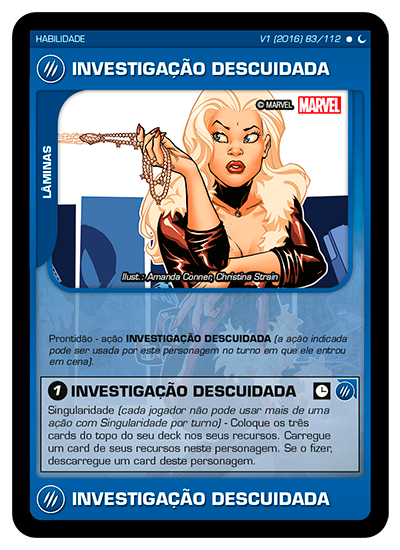 HABILIDADE V1 (2016) 83/112
INVESTIGAÇÃO DESCUIDADA
© MARVEL MARVEL
LÂMINAS
Ilust.: Amanda Conner, Christina Strain
Prontidão - ação INVESTIGAÇÃO DESCUIDADA (a ação indicada
pode ser usada por este personagem no turno em que ele entrou
em cena).
1 INVESTIGAÇÃO DESCUIDADA
Singularidade (cada jogador não pode usar mais de uma
ação com Singularidade por turno) - Coloque os três
cards do topo do seu deck nos seus recursos. Carregue
um card de seus recursos neste personagem. Se o fizer,
descarregue um card deste personagem.
INVESTIGAÇÃO DESCUIDADA